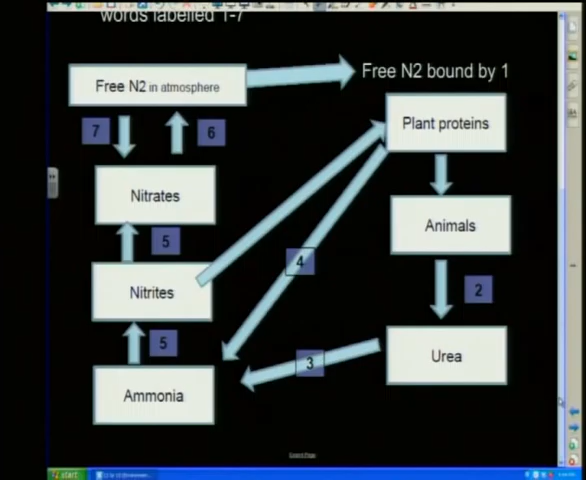 words labelled 1-7
Free N2 in atmosphere
Free N2 bound by 1
7
6
Plant proteins
Nitrates
5
Animals
4
Nitrites
2
5
3
Urea
Ammonia
start